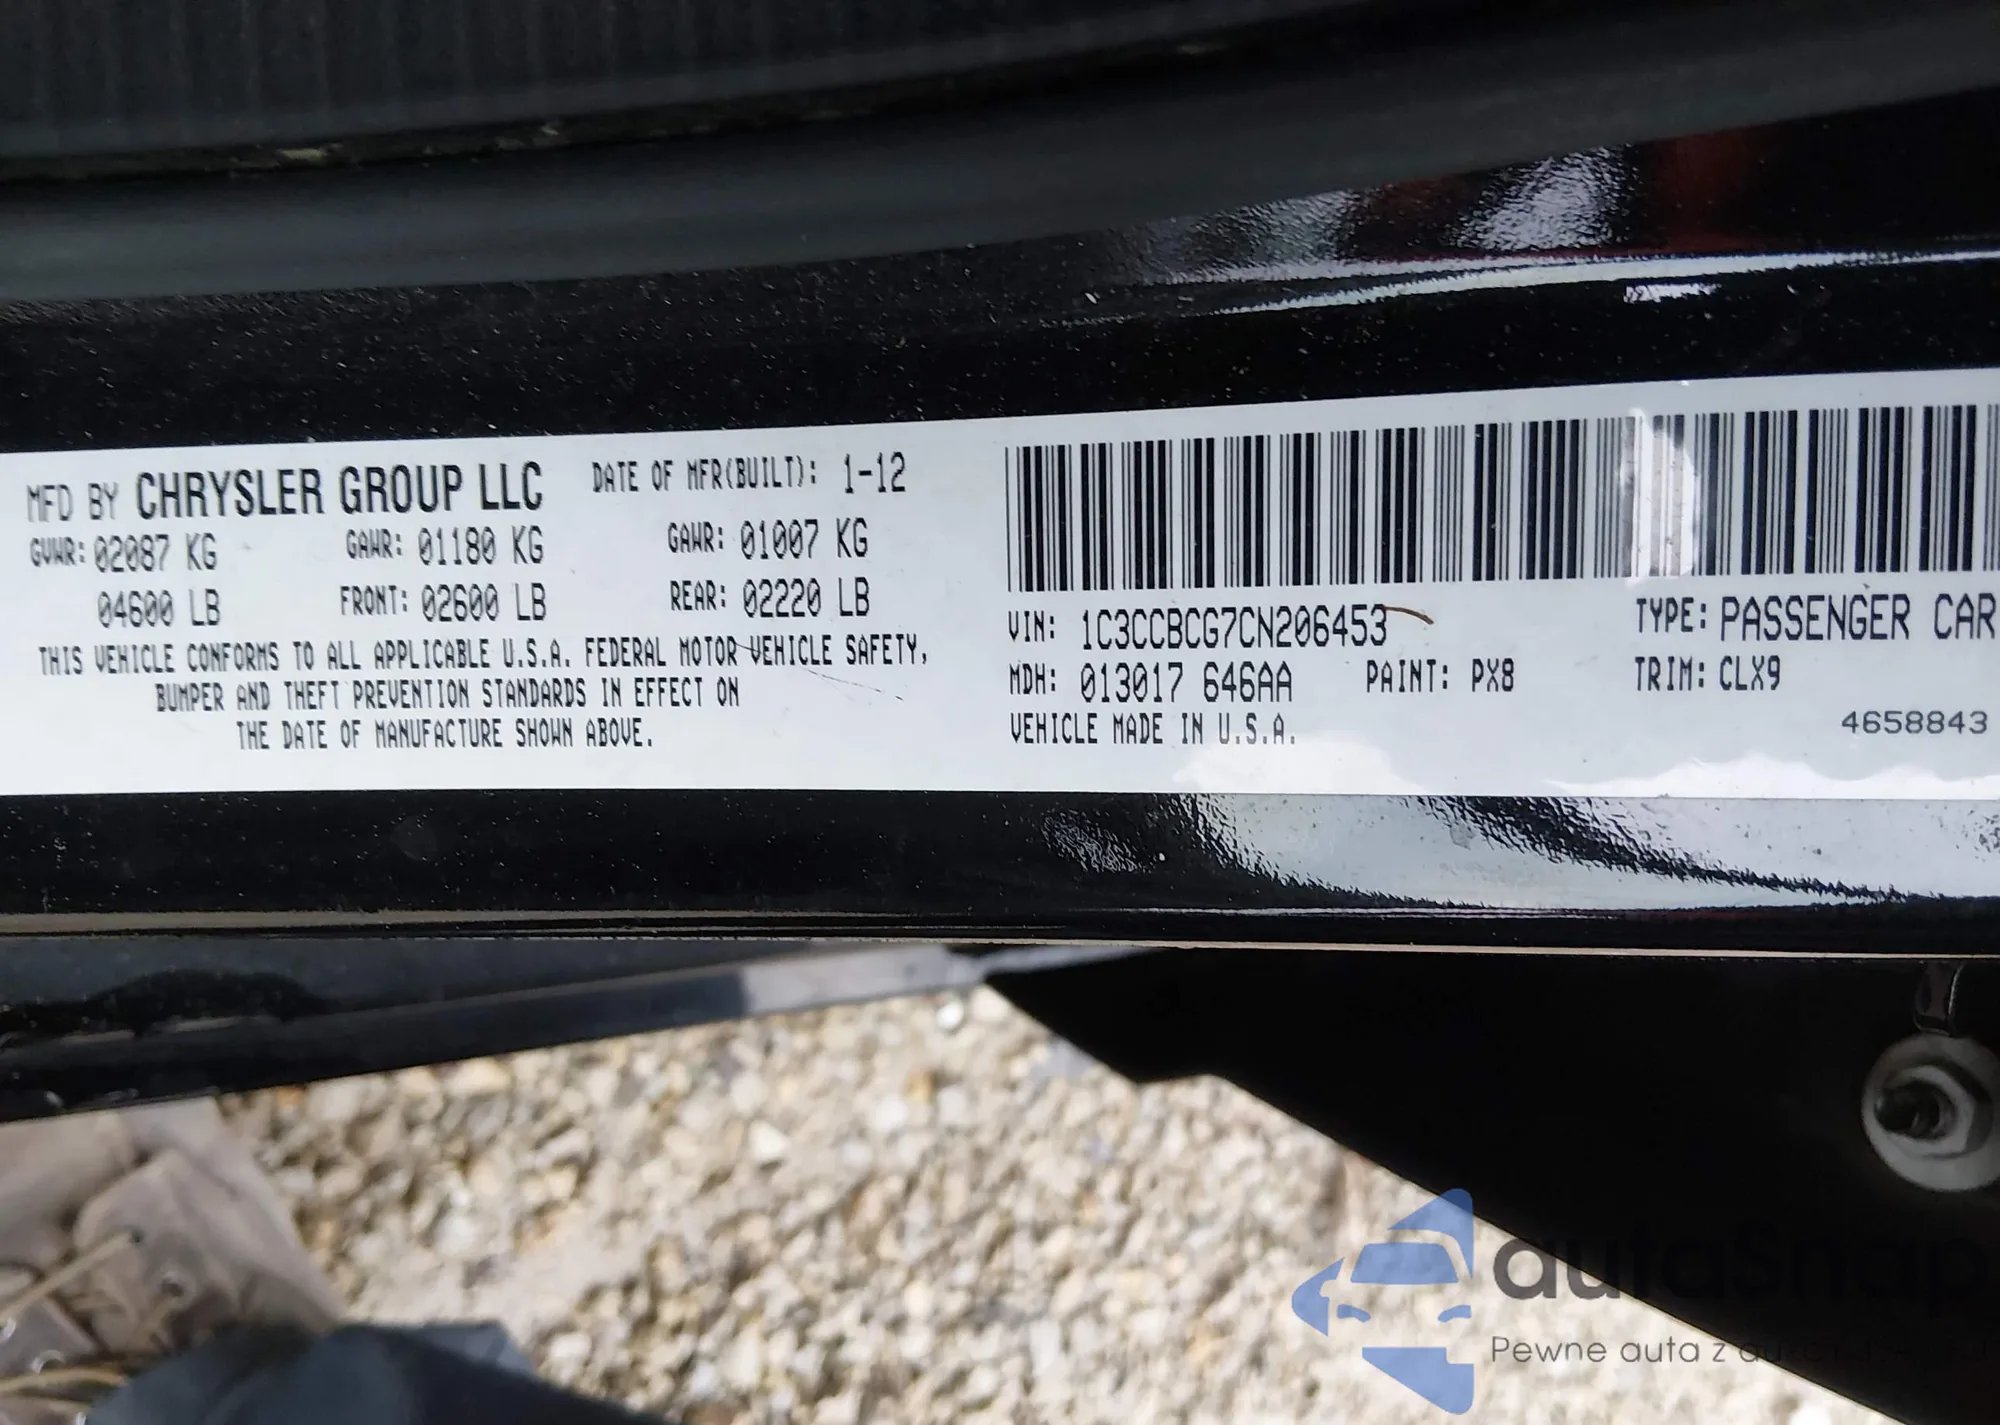 MFD BY CHRYSLER GROUP LLC DATE OF MFR(BUILT): 1-12
GVWR: 02087 KG GAWR: 01180 KG GAWR: 01007 KG
04600 LB FRONT: 02600 LB REAR: 02220 LB
THIS VEHICLE CONFORMS TO ALL APPLICABLE U.S.A. FEDERAL MOTOR VEHICLE SAFETY,
BUMPER AND THEFT PREVENTION STANDARDS IN EFFECT ON
THE DATE OF MANUFACTURE SHOWN ABOVE.
VIN: 1C3CCBCG7CN206453 TYPE: PASSENGER CAR
MDH: 013017 646AA PAINT: PX8 TRIM: CLX9
VEHICLE MADE IN U.S.A.
4658843
Pewne auta z